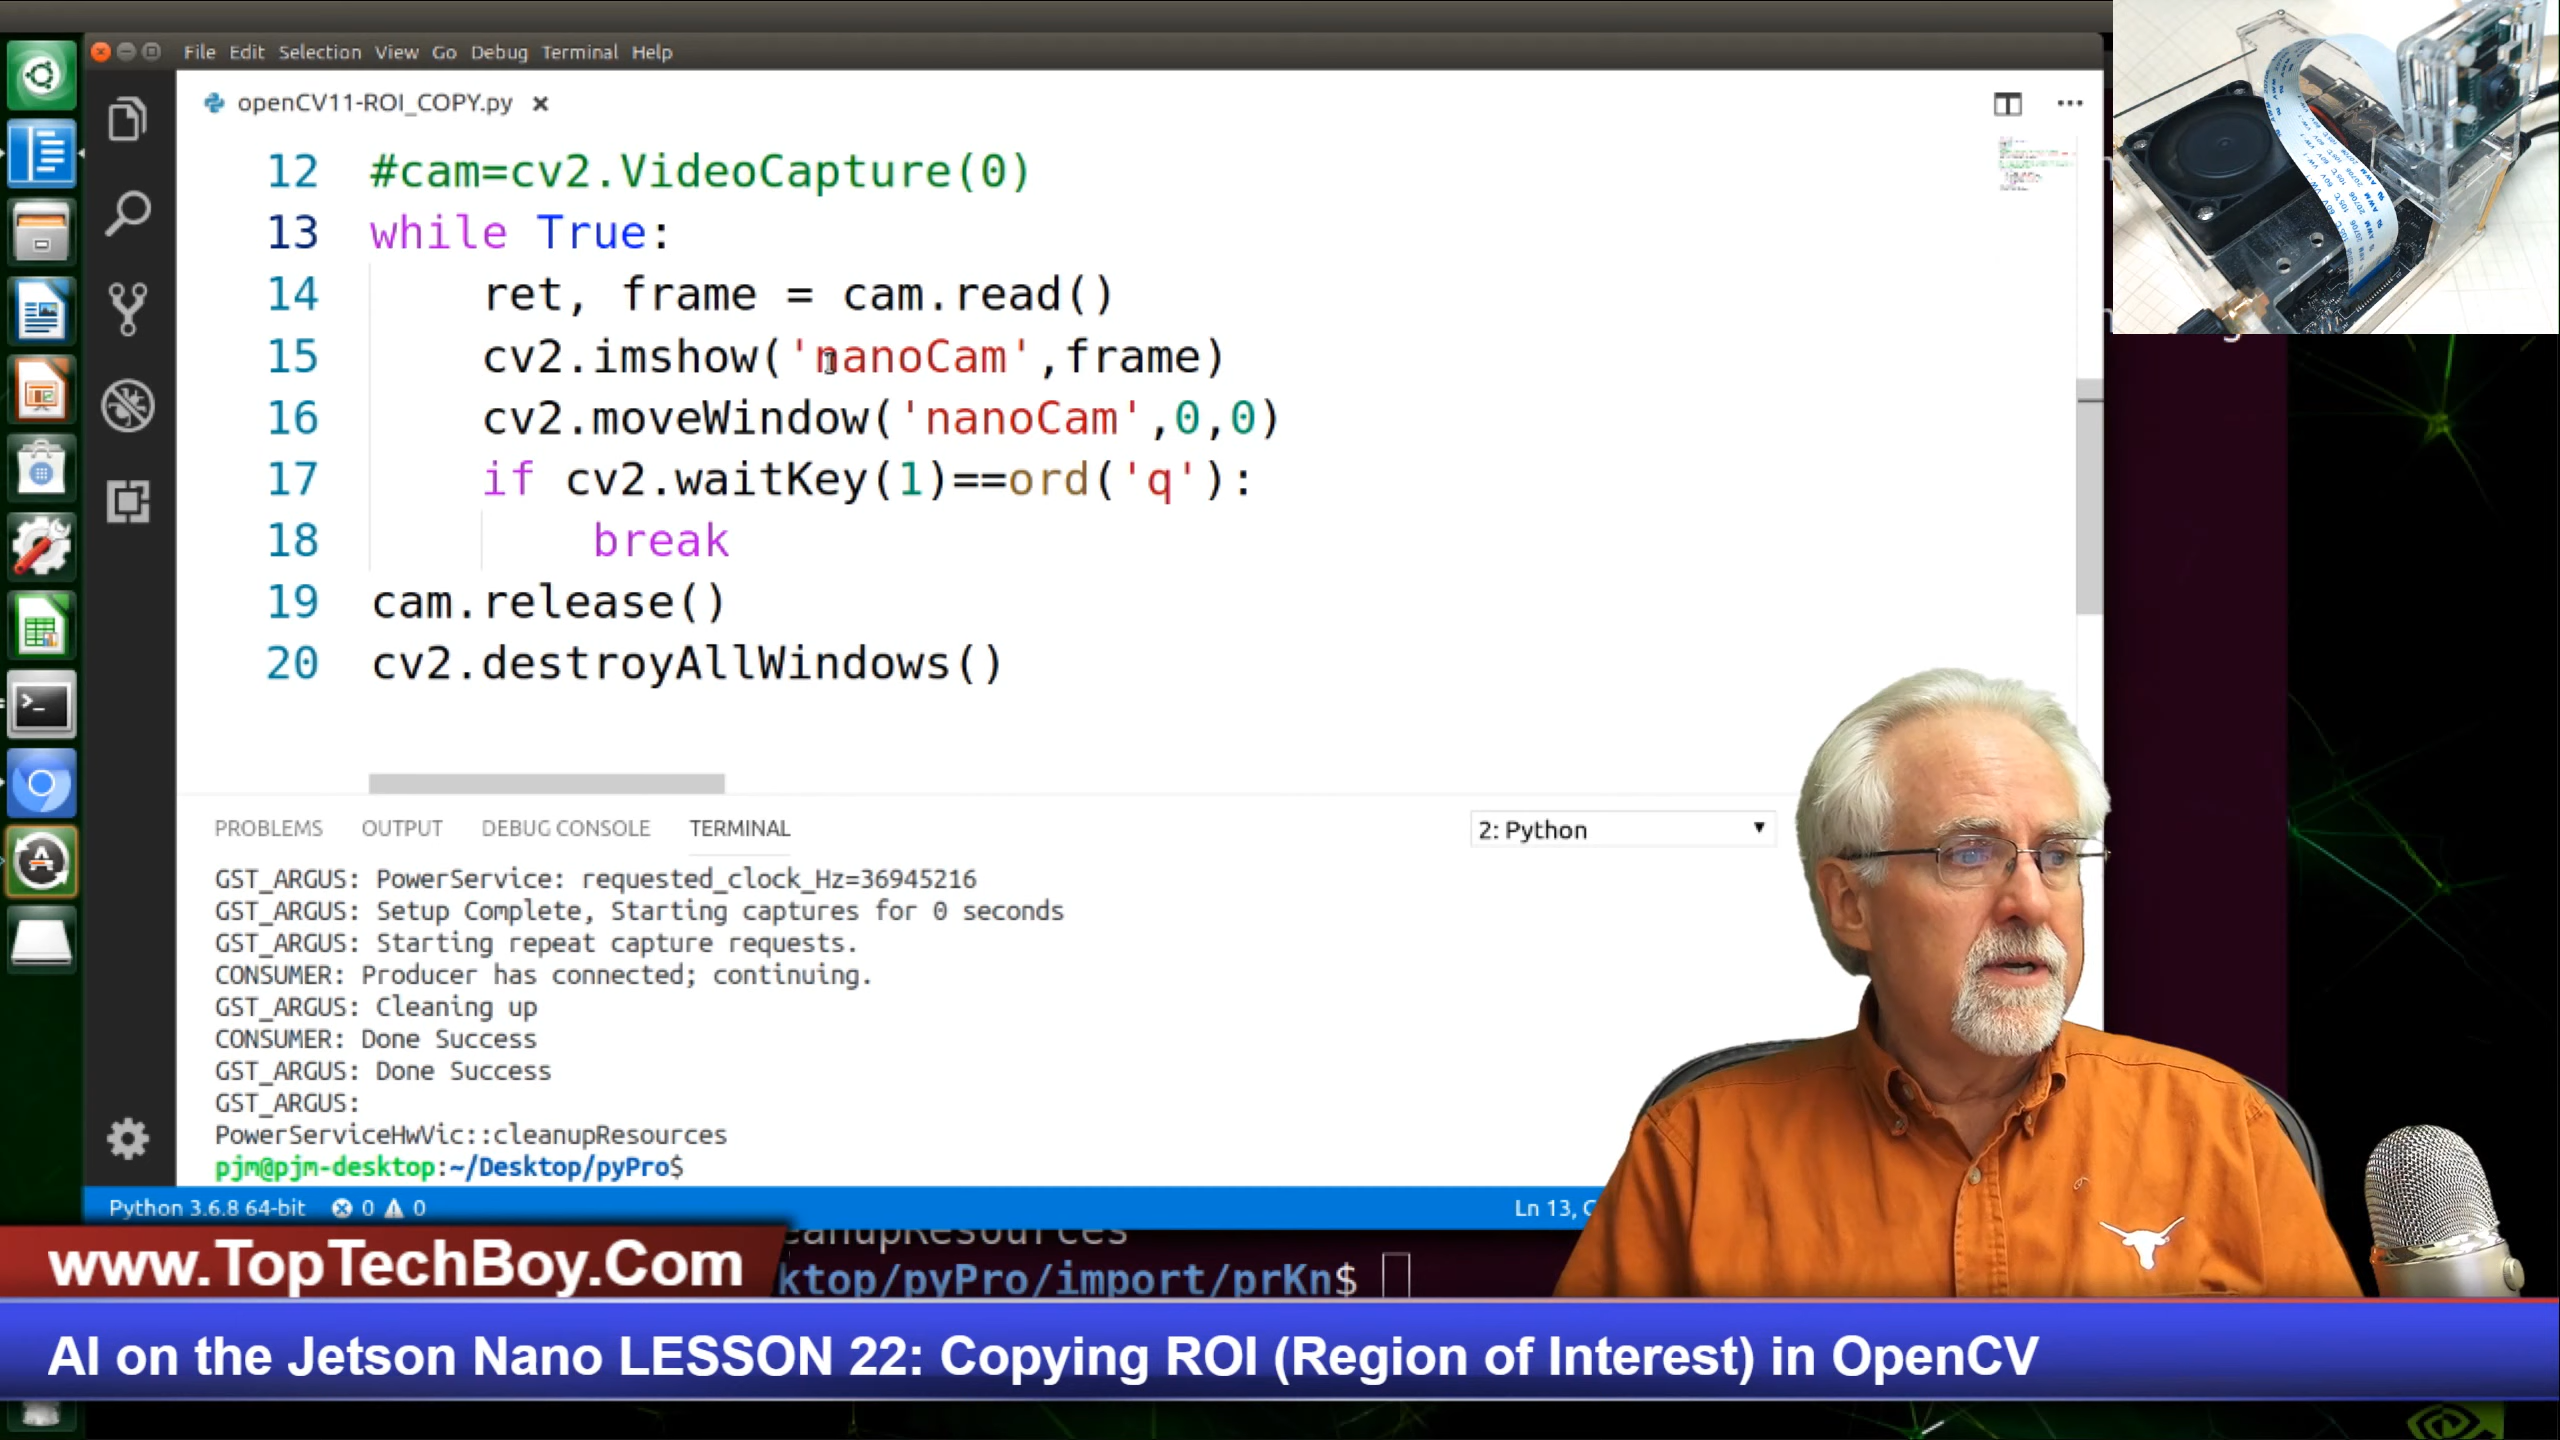 File Edit Selection View Go Debug Terminal Help
openCV11-ROI_COPY.py
12 #cam=cv2.VideoCapture(0)
13 while True:
14 ret, frame = cam.read()
15 cv2.imshow('nanoCam',frame)
16 cv2.moveWindow('nanoCam',0,0)
17 if cv2.waitKey(1)==ord('q'):
18 break
19 cam.release()
20 cv2.destroyAllWindows()
PROBLEMS OUTPUT DEBUG CONSOLE TERMINAL 2: Python
GST_ARGUS: PowerService: requested_clock_Hz=36945216
GST_ARGUS: Setup Complete, Starting captures for 0 seconds
GST_ARGUS: Starting repeat capture requests.
CONSUMER: Producer has connected; continuing.
GST_ARGUS: Cleaning up
CONSUMER: Done Success
GST_ARGUS: Done Success
GST_ARGUS:
PowerServiceHwVic::cleanupResources
pjm@pjm-desktop:~/Desktop/pyPro$
Python 3.6.8 64-bit 0 0 Ln 13,
www.TopTechBoy.Com
ktop/pyPro/import/prKn$
AI on the Jetson Nano LESSON 22: Copying ROI (Region of Interest) in OpenCV